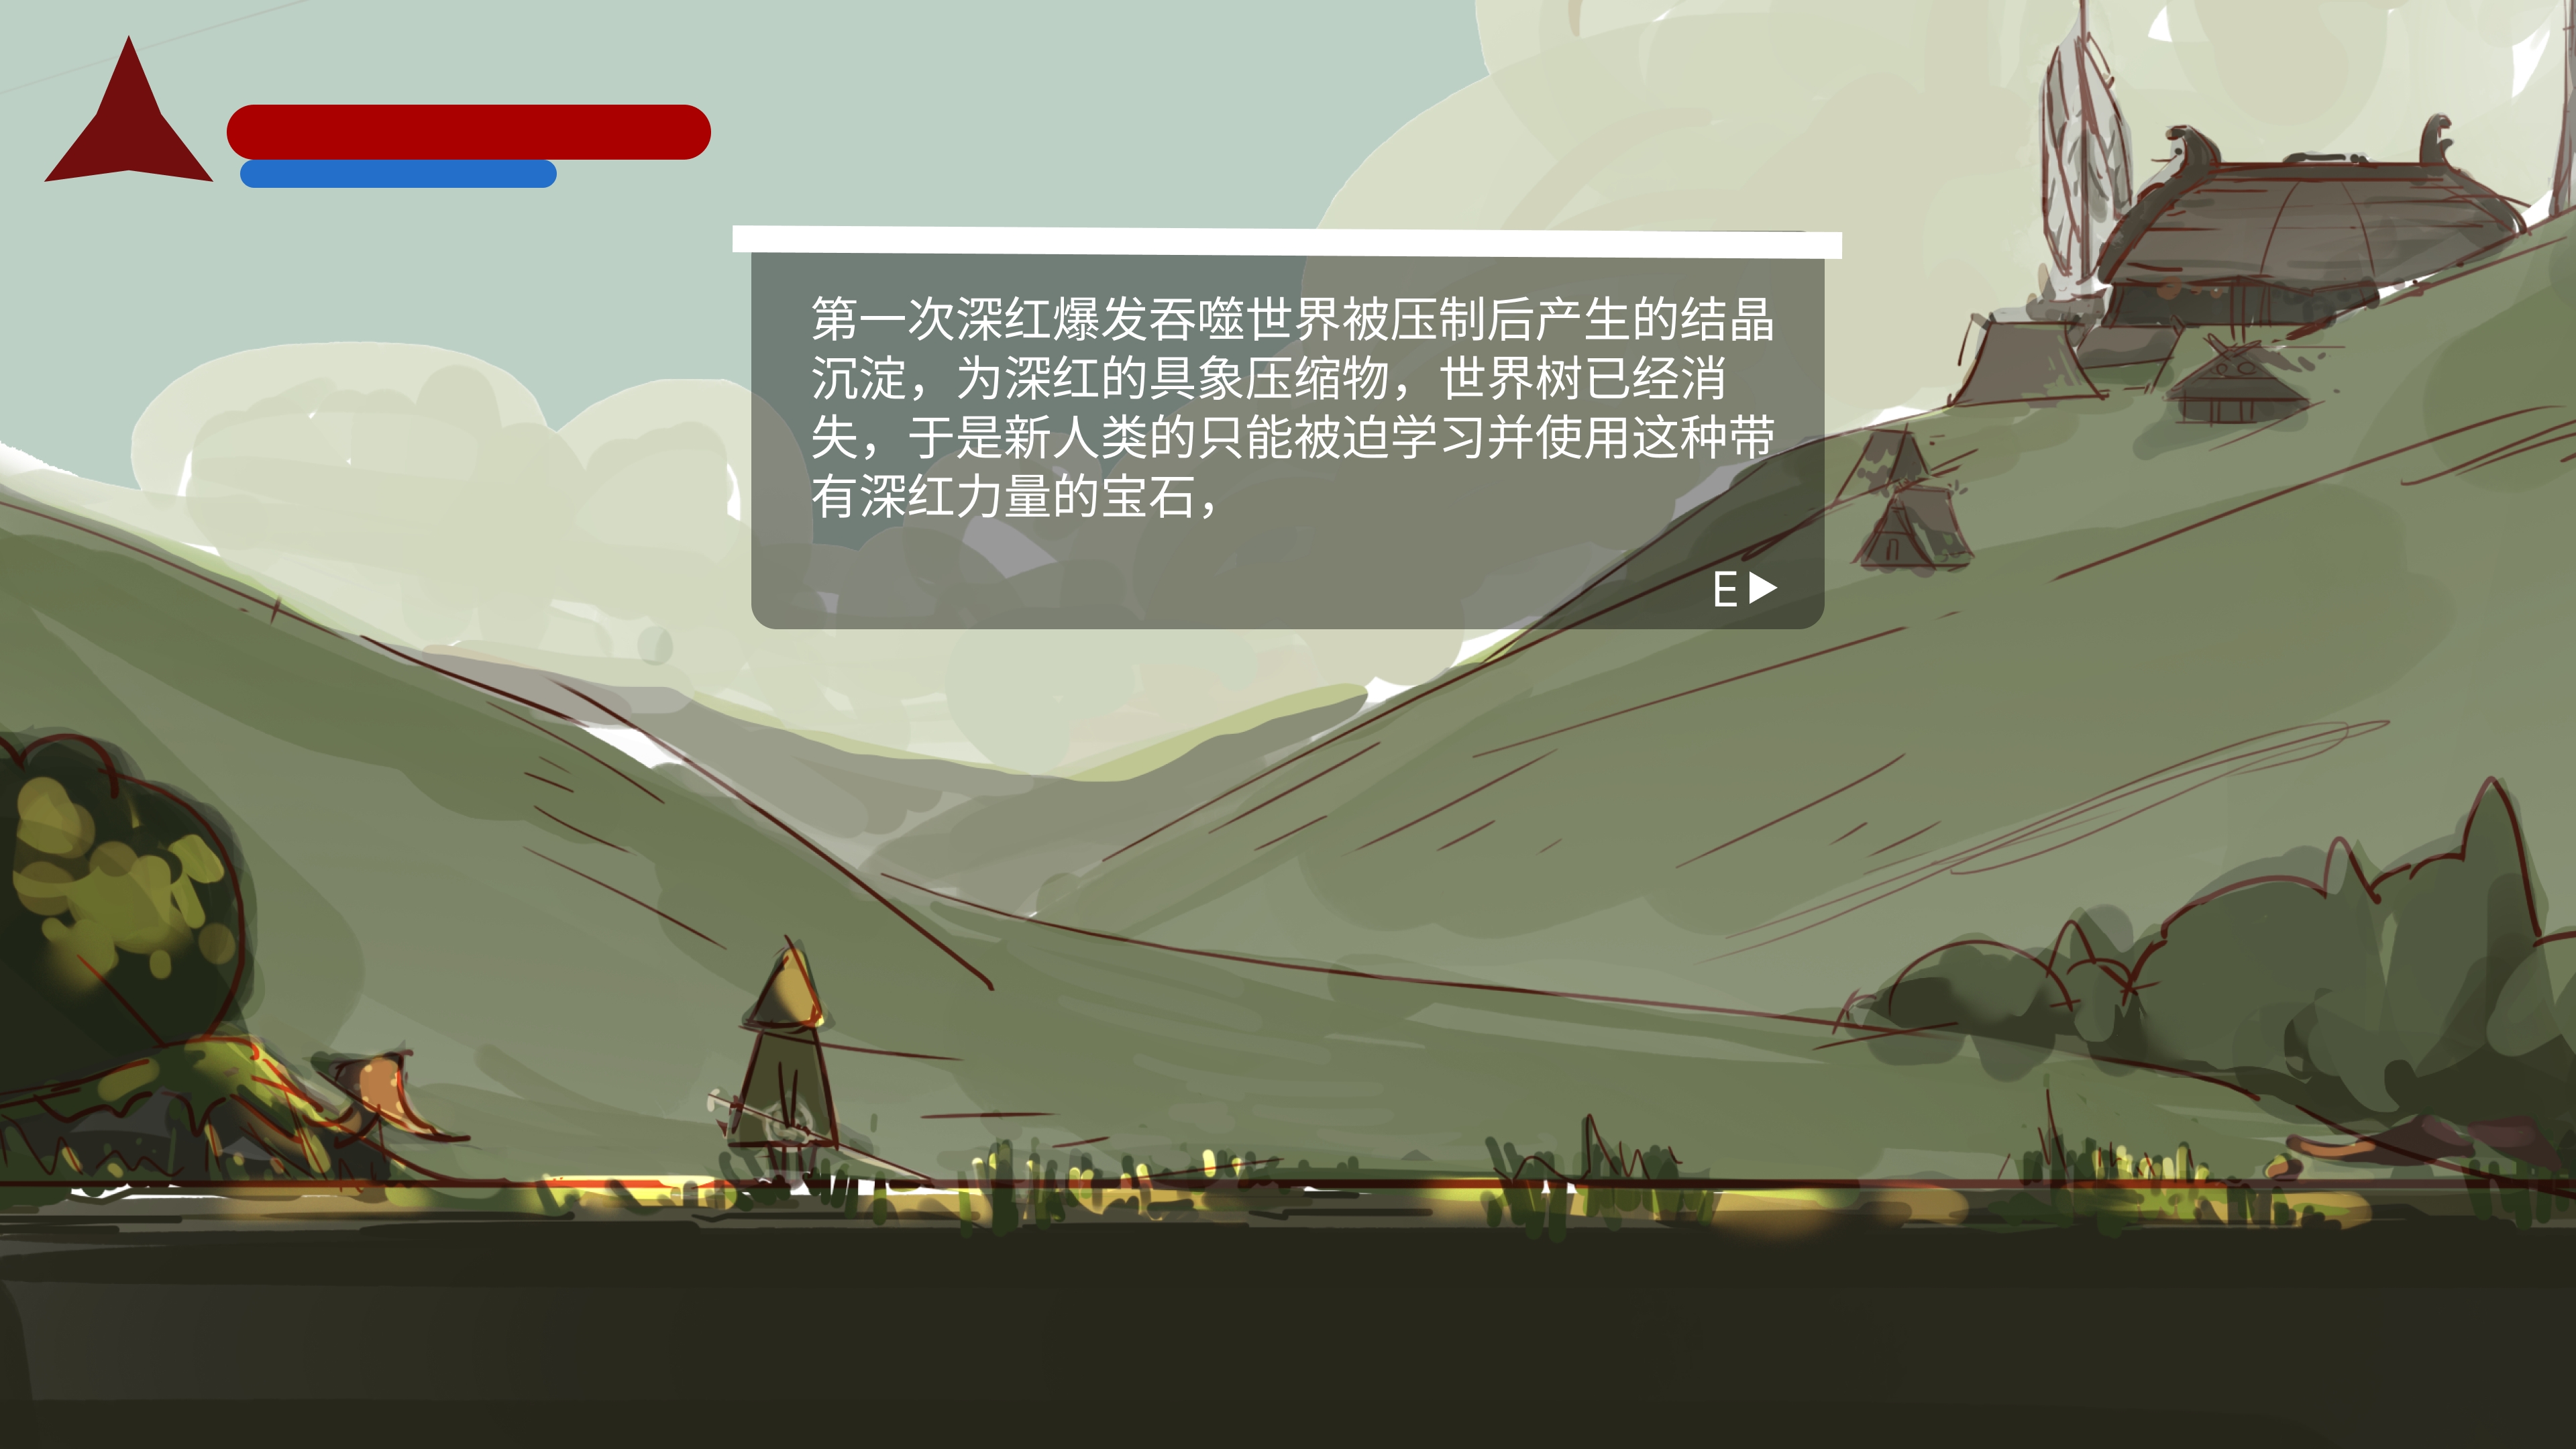 第一次深红爆发吞噬世界被压制后产生的结晶
沉淀，为深红的具象压缩物，世界树已经消
失，于是新人类的只能被迫学习并使用这种带
有深红力量的宝石，
E